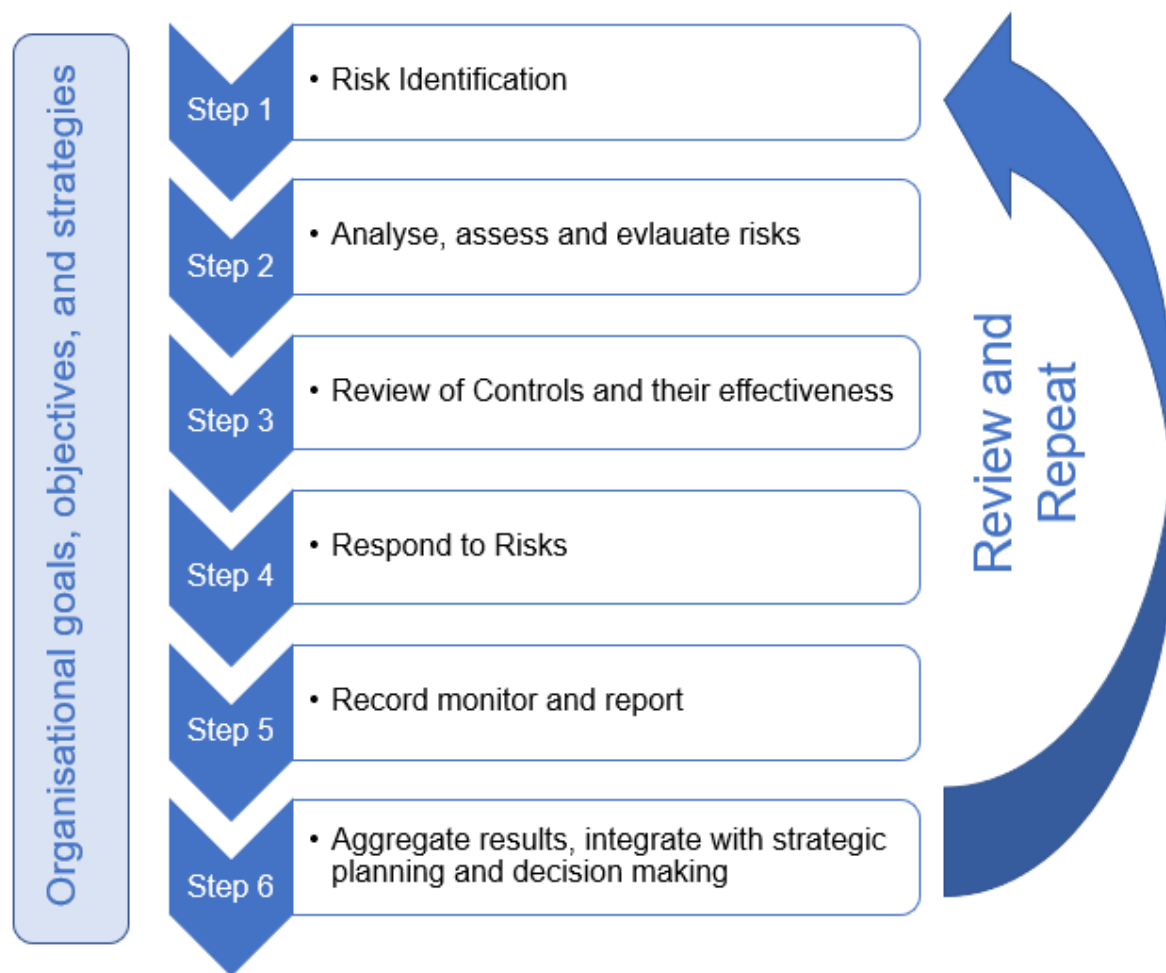 Organisational goals, objectives, and strategies
Step 1
• Risk Identification
Step 2
• Analyse, assess and evlauate risks
Step 3
• Review of Controls and their effectiveness
Step 4
• Respond to Risks
Step 5
• Record monitor and report
Step 6
• Aggregate results, integrate with strategic
planning and decision making
Review and
Repeat